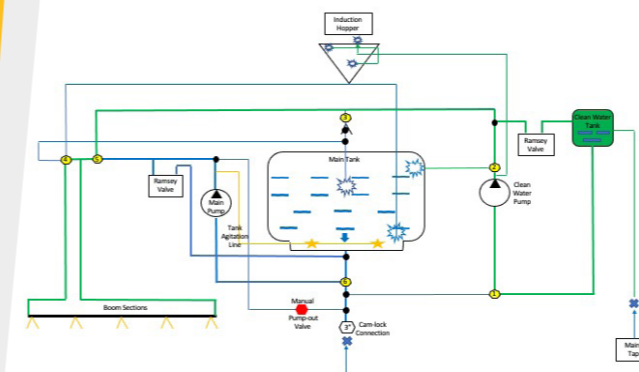 Induction
Hopper
3
Clean Water
Tank
Ramsey
Valve
4
5
Main Tank
2
Ramsey
Valve
Main
Pump
Clean
Water
Pump
Tank
Agitation
Line
6
1
Boom Sections
Manual
Pump-out
Valve
3"
Cam-lock
Connection
Main
Tap